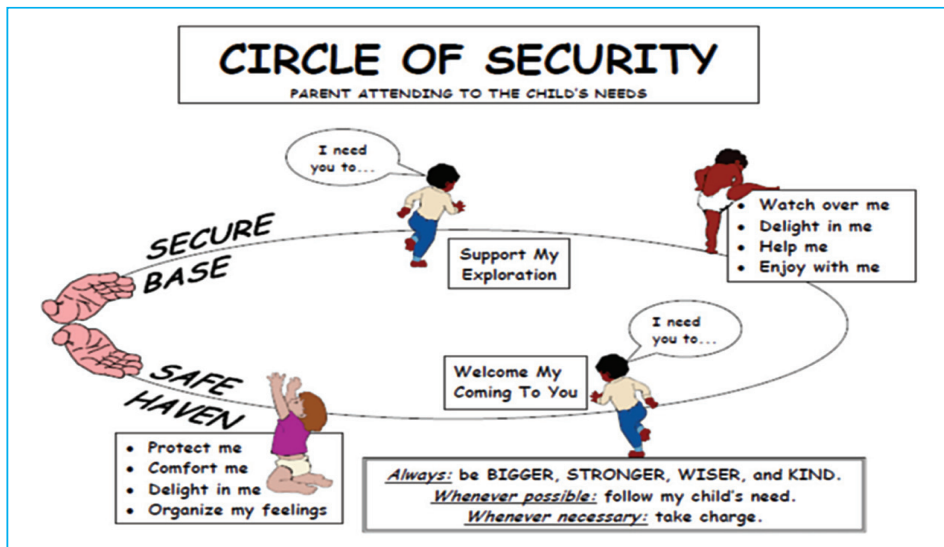 CIRCLE OF SECURITY
PARENT ATTENDING TO THE CHILD'S NEEDS
I need
you to...
SECURE
BASE
Support My
Exploration
• Watch over me
• Delight in me
• Help me
• Enjoy with me
I need
you to...
Welcome My
Coming To You
SAFE
HAVEN
• Protect me
• Comfort me
• Delight in me
• Organize my feelings
Always: be BIGGER, STRONGER, WISER, and KIND.
Whenever possible: follow my child's need.
Whenever necessary: take charge.